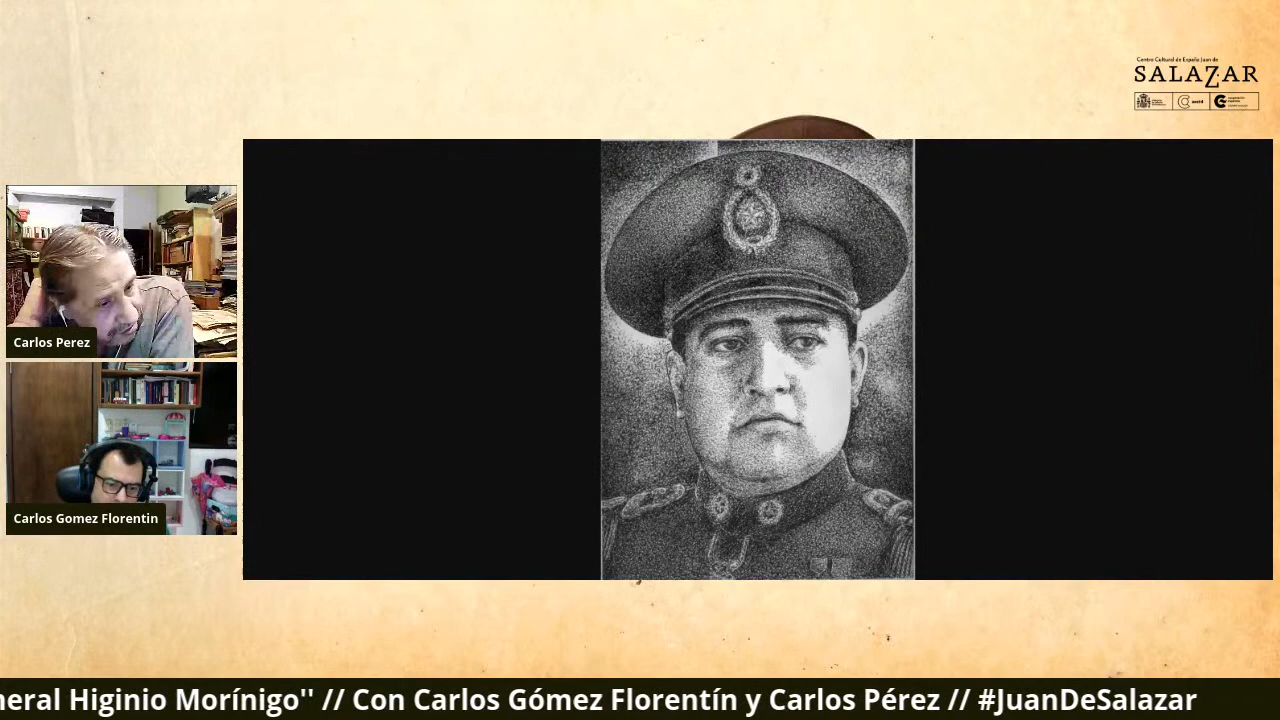 Centro Cultural de España Juan de
SALAZAR
aecid
Carlos Perez
Carlos Gomez Florentin
neral Higinio Morínigo'' // Con Carlos Gómez Florentín y Carlos Pérez // #JuanDeSalazar